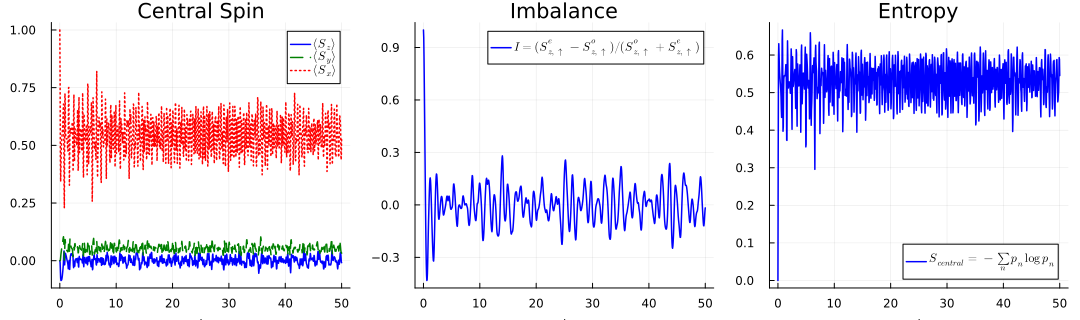 Central Spin
Imbalance
Entropy
1.00
0.75
0.50
0.25
0.00
⟨S_z⟩
⟨S_y⟩
⟨S_x⟩
0 10 20 30 40 50
0.9
0.6
0.3
0.0
−0.3
I = (S^e_{z,↑} − S^o_{z,↑})/(S^o_{z,↑} + S^e_{z,↑})
0 10 20 30 40 50
0.6
0.5
0.4
0.3
0.2
0.1
0.0
S_{central} = − ∑_n p_n log p_n
0 10 20 30 40 50